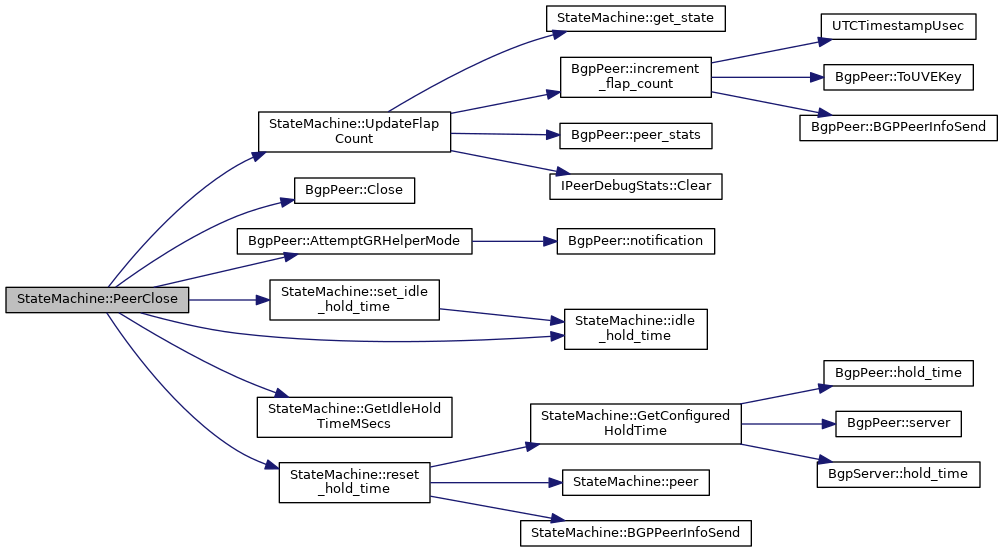 StateMachine::PeerClose
StateMachine::UpdateFlap
Count
BgpPeer::Close
BgpPeer::AttemptGRHelperMode
StateMachine::set_idle
_hold_time
StateMachine::GetIdleHold
TimeMSecs
StateMachine::reset
_hold_time
StateMachine::get_state
BgpPeer::increment
_flap_count
BgpPeer::peer_stats
IPeerDebugStats::Clear
BgpPeer::notification
StateMachine::idle
_hold_time
StateMachine::GetConfigured
HoldTime
StateMachine::peer
StateMachine::BGPPeerInfoSend
UTCTimestampUsec
BgpPeer::ToUVEKey
BgpPeer::BGPPeerInfoSend
BgpPeer::hold_time
BgpPeer::server
BgpServer::hold_time